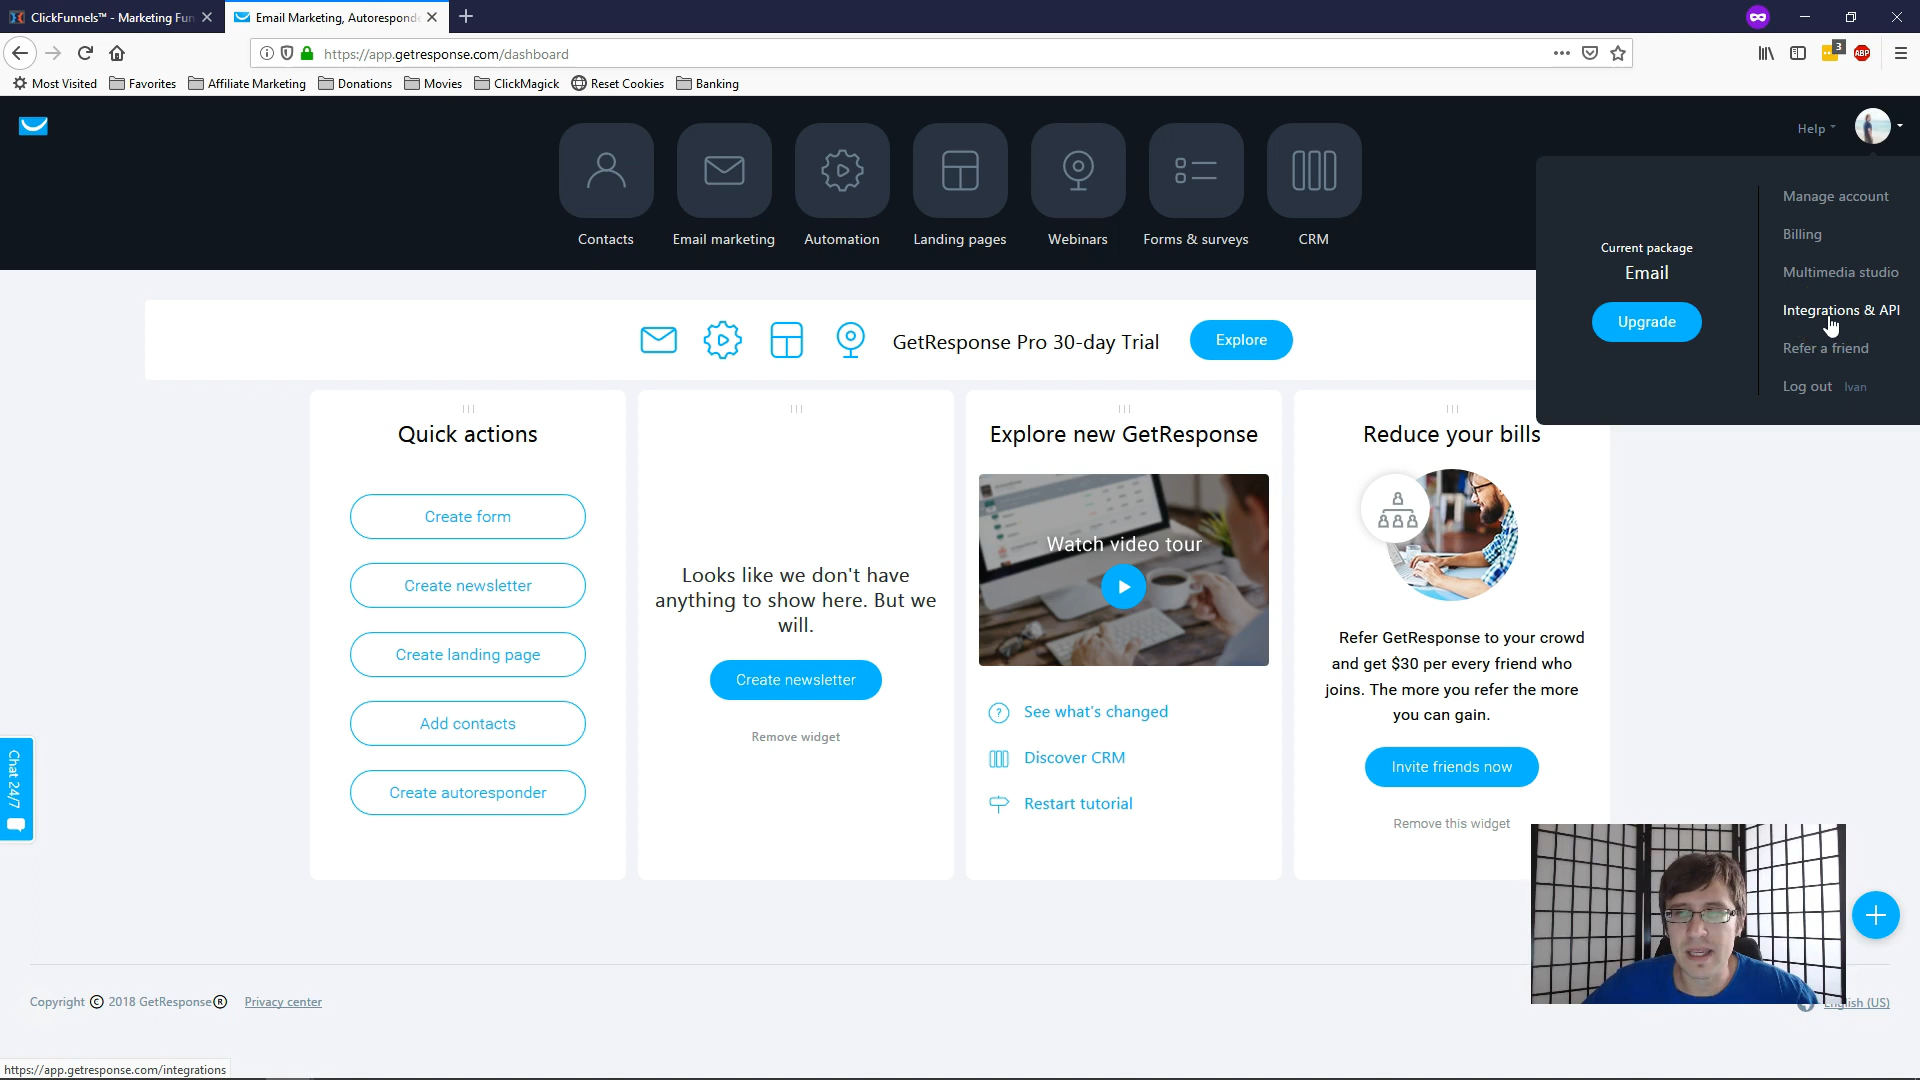 ClickFunnels™ - Marketing Fun
Email Marketing, Autoresponde
https://app.getresponse.com/dashboard
3
ABP
Most Visited
Favorites
Affiliate Marketing
Donations
Movies
ClickMagick
Reset Cookies
Banking
Help
Contacts
Email marketing
Automation
Landing pages
Webinars
Forms & surveys
CRM
Current package
Email
Upgrade
Manage account
Billing
Multimedia studio
Integrations & API
Refer a friend
Log out Ivan
GetResponse Pro 30-day Trial
Explore
Quick actions
Create form
Create newsletter
Create landing page
Add contacts
Create autoresponder
Looks like we don't have
anything to show here. But we
will.
Create newsletter
Remove widget
Explore new GetResponse
Watch video tour
See what's changed
Discover CRM
Restart tutorial
Reduce your bills
Refer GetResponse to your crowd
and get $30 per every friend who
joins. The more you refer the more
you can gain.
Invite friends now
Remove this widget
Chat 24/7
Copyright © 2018 GetResponse®
Privacy center
English (US)
https://app.getresponse.com/integrations